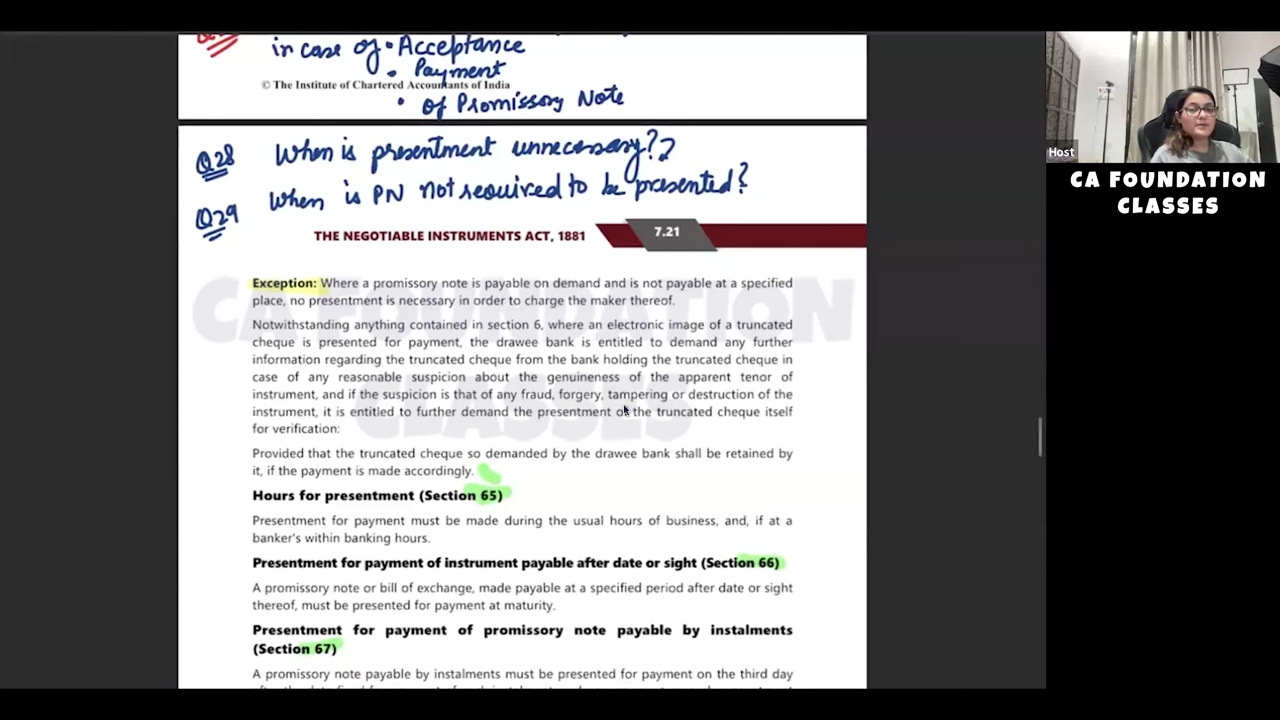 in case of • Acceptance
• Payment
© The Institute of Chartered Accountants of India
• of Promissory Note
Q28 When is presentment unnecessary??
Q29 When is PN not required to be presented?
THE NEGOTIABLE INSTRUMENTS ACT, 1881 7.21
Exception: Where a promissory note is payable on demand and is not payable at a specified
place, no presentment is necessary in order to charge the maker thereof.
Notwithstanding anything contained in section 6, where an electronic image of a truncated
cheque is presented for payment, the drawee bank is entitled to demand any further
information regarding the truncated cheque from the bank holding the truncated cheque in
case of any reasonable suspicion about the genuineness of the apparent tenor of
instrument, and if the suspicion is that of any fraud, forgery, tampering or destruction of the
instrument, it is entitled to further demand the presentment of the truncated cheque itself
for verification:
Provided that the truncated cheque so demanded by the drawee bank shall be retained by
it, if the payment is made accordingly.
Hours for presentment (Section 65)
Presentment for payment must be made during the usual hours of business, and, if at a
banker's within banking hours.
Presentment for payment of instrument payable after date or sight (Section 66)
A promissory note or bill of exchange, made payable at a specified period after date or sight
thereof, must be presented for payment at maturity.
Presentment for payment of promissory note payable by instalments
(Section 67)
A promissory note payable by instalments must be presented for payment on the third day
CA FOUNDATION
CLASSES
Host
CA FOUNDATION
CLASSES